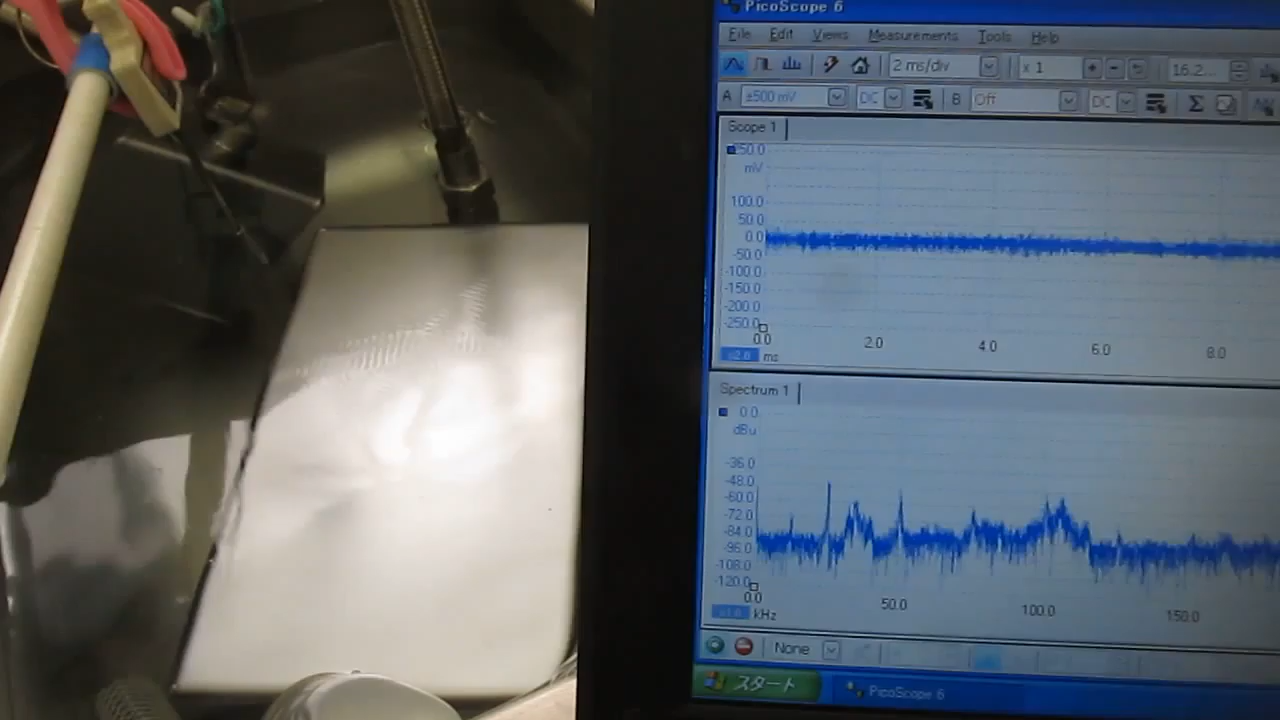 PicoScope 6
File Edit Views Measurements Tools Help
2 ms/div x 1 16.2...
A ±500 mV DC B Off DC Σ
Scope 1
mV
100.0
50.0
0.0
-50.0
-100.0
-150.0
-200.0
-250.0
0.0 2.0 4.0 6.0 8.0
ms
Spectrum 1
0.0
dBu
-36.0
-48.0
-60.0
-72.0
-84.0
-96.0
-108.0
-120.0
0.0 50.0 100.0 150.0
kHz
None
スタート PicoScope 6